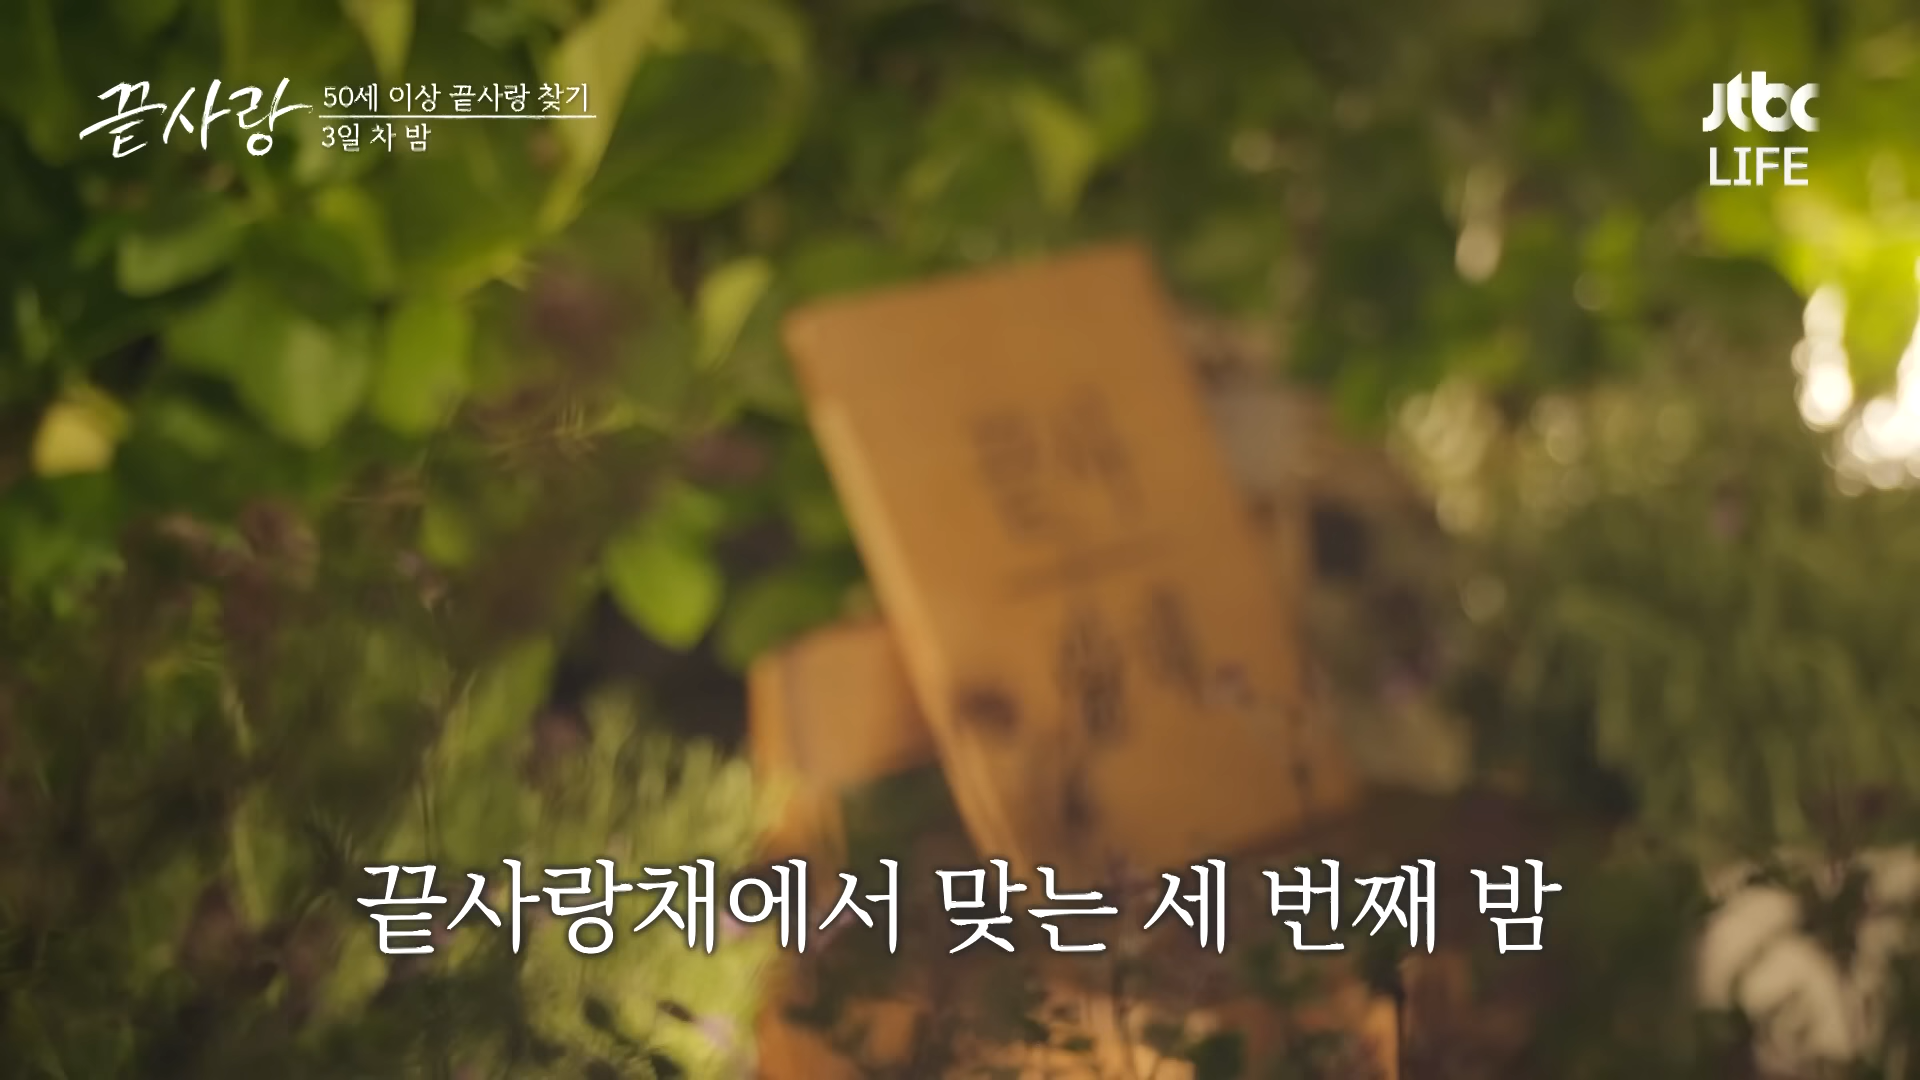 끝사랑
50세 이상 끝사랑 찾기
3일 차 밤
jtbc
LIFE
끝사랑채에서 맞는 세 번째 밤